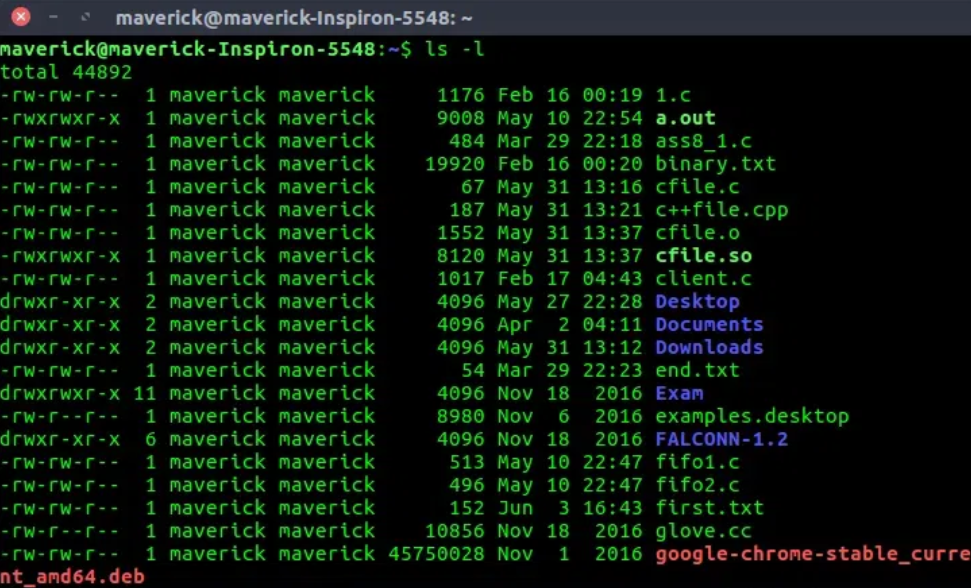 maverick@maverick-Inspiron-5548: ~
maverick@maverick-Inspiron-5548:~$ ls -l
total 44892
-rw-rw-r--  1 maverick maverick     1176 Feb 16 00:19 1.c
-rwxrwxr-x  1 maverick maverick     9008 May 10 22:54 a.out
-rw-rw-r--  1 maverick maverick      484 Mar 29 22:18 ass8_1.c
-rw-rw-r--  1 maverick maverick    19920 Feb 16 00:20 binary.txt
-rw-rw-r--  1 maverick maverick       67 May 31 13:16 cfile.c
-rw-rw-r--  1 maverick maverick      187 May 31 13:21 c++file.cpp
-rw-rw-r--  1 maverick maverick     1552 May 31 13:37 cfile.o
-rwxrwxr-x  1 maverick maverick     8120 May 31 13:37 cfile.so
-rw-rw-r--  1 maverick maverick     1017 Feb 17 04:43 client.c
drwxr-xr-x  2 maverick maverick     4096 May 27 22:28 Desktop
drwxr-xr-x  2 maverick maverick     4096 Apr  2 04:11 Documents
drwxr-xr-x  2 maverick maverick     4096 May 31 13:12 Downloads
-rw-rw-r--  1 maverick maverick       54 Mar 29 22:23 end.txt
drwxrwxr-x 11 maverick maverick     4096 Nov 18  2016 Exam
-rw-r--r--  1 maverick maverick     8980 Nov  6  2016 examples.desktop
drwxr-xr-x  6 maverick maverick     4096 Nov 18  2016 FALCONN-1.2
-rw-rw-r--  1 maverick maverick      513 May 10 22:47 fifo1.c
-rw-rw-r--  1 maverick maverick      496 May 10 22:47 fifo2.c
-rw-rw-r--  1 maverick maverick      152 Jun  3 16:43 first.txt
-rw-r--r--  1 maverick maverick    10856 Nov 18  2016 glove.cc
-rw-rw-r--  1 maverick maverick 45750028 Nov  1  2016 google-chrome-stable_curre
nt_amd64.deb